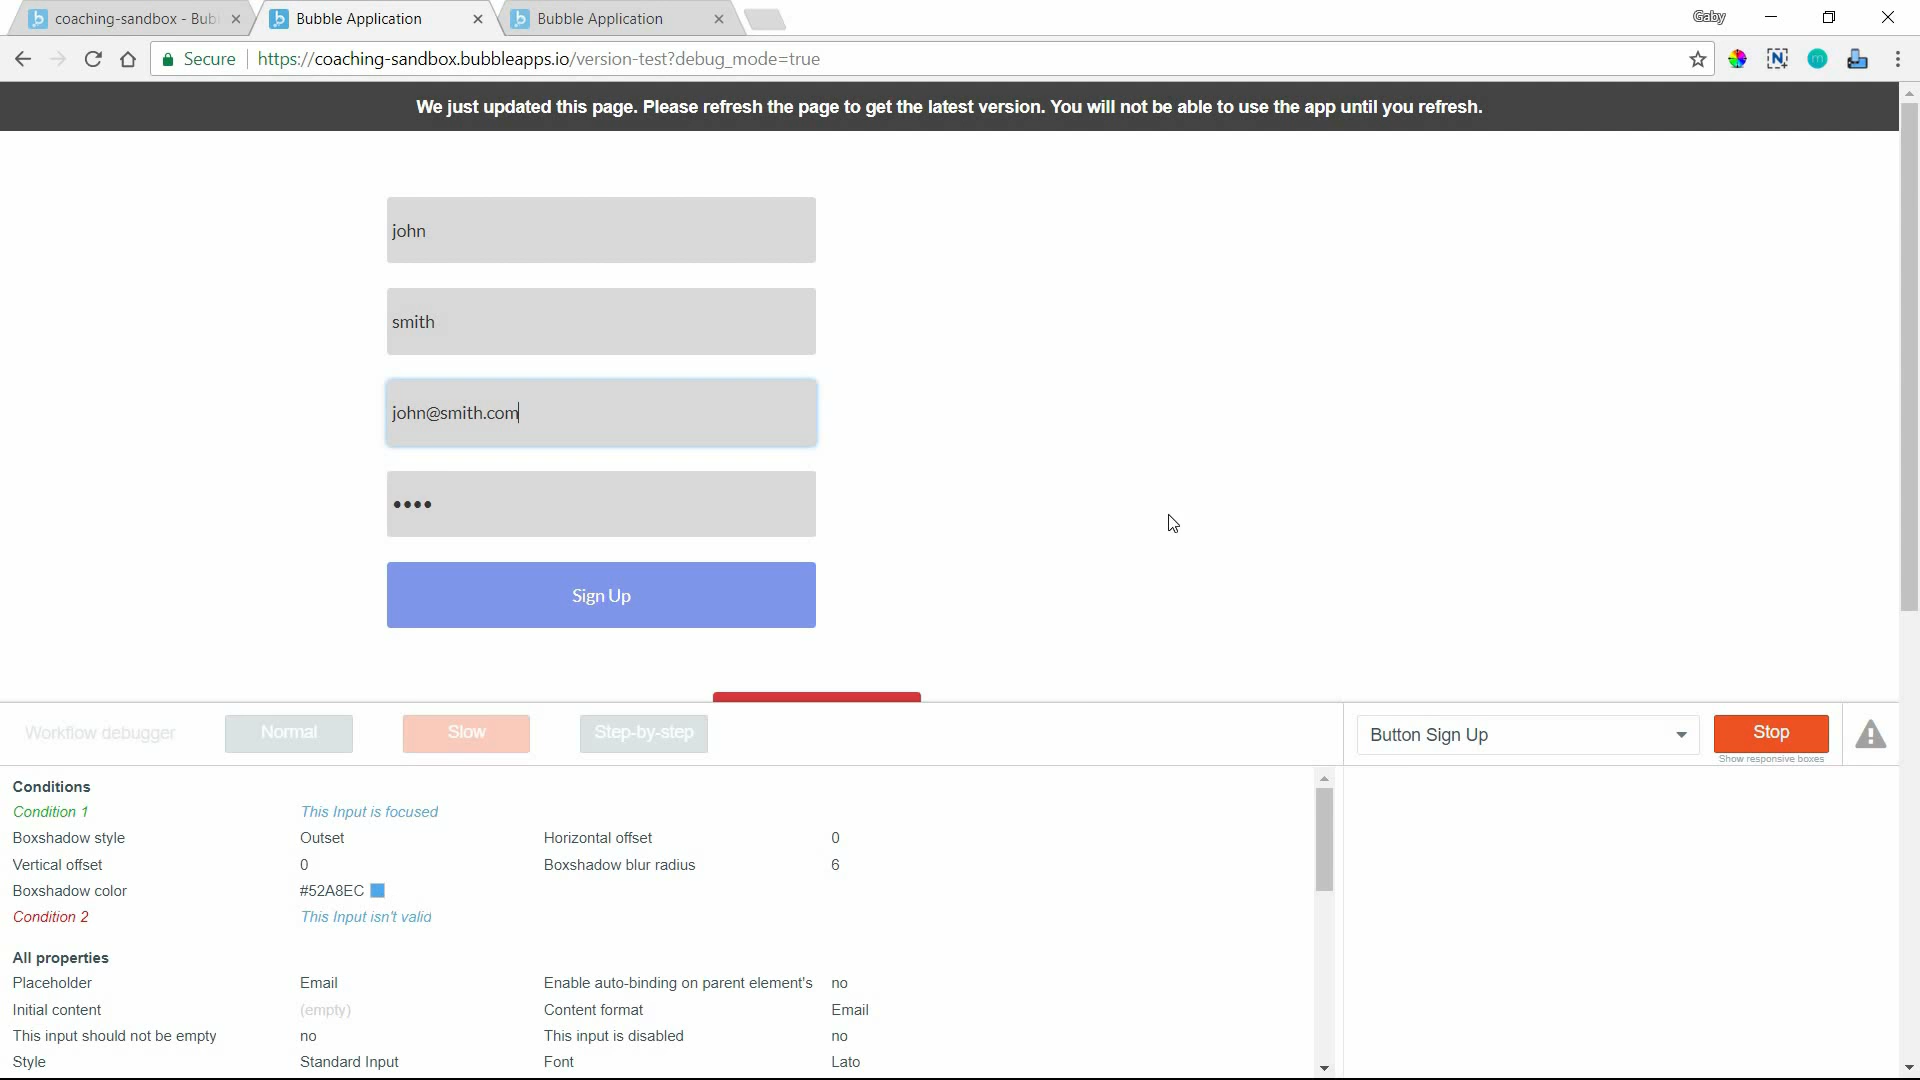 coaching-sandbox - Bub
Bubble Application
Bubble Application
Gaby
Secure
https://coaching-sandbox.bubbleapps.io/version-test?debug_mode=true
We just updated this page. Please refresh the page to get the latest version. You will not be able to use the app until you refresh.
john
smith
john@smith.com
••••
Sign Up
Workflow debugger
Normal
Slow
Step-by-step
Button Sign Up
Stop
Show responsive boxes
Conditions
Condition 1 This Input is focused
Boxshadow style Outset Horizontal offset 0
Vertical offset 0 Boxshadow blur radius 6
Boxshadow color #52A8EC
Condition 2 This Input isn't valid
All properties
Placeholder Email Enable auto-binding on parent element's no
Initial content (empty) Content format Email
This input should not be empty no This input is disabled no
Style Standard Input Font Lato